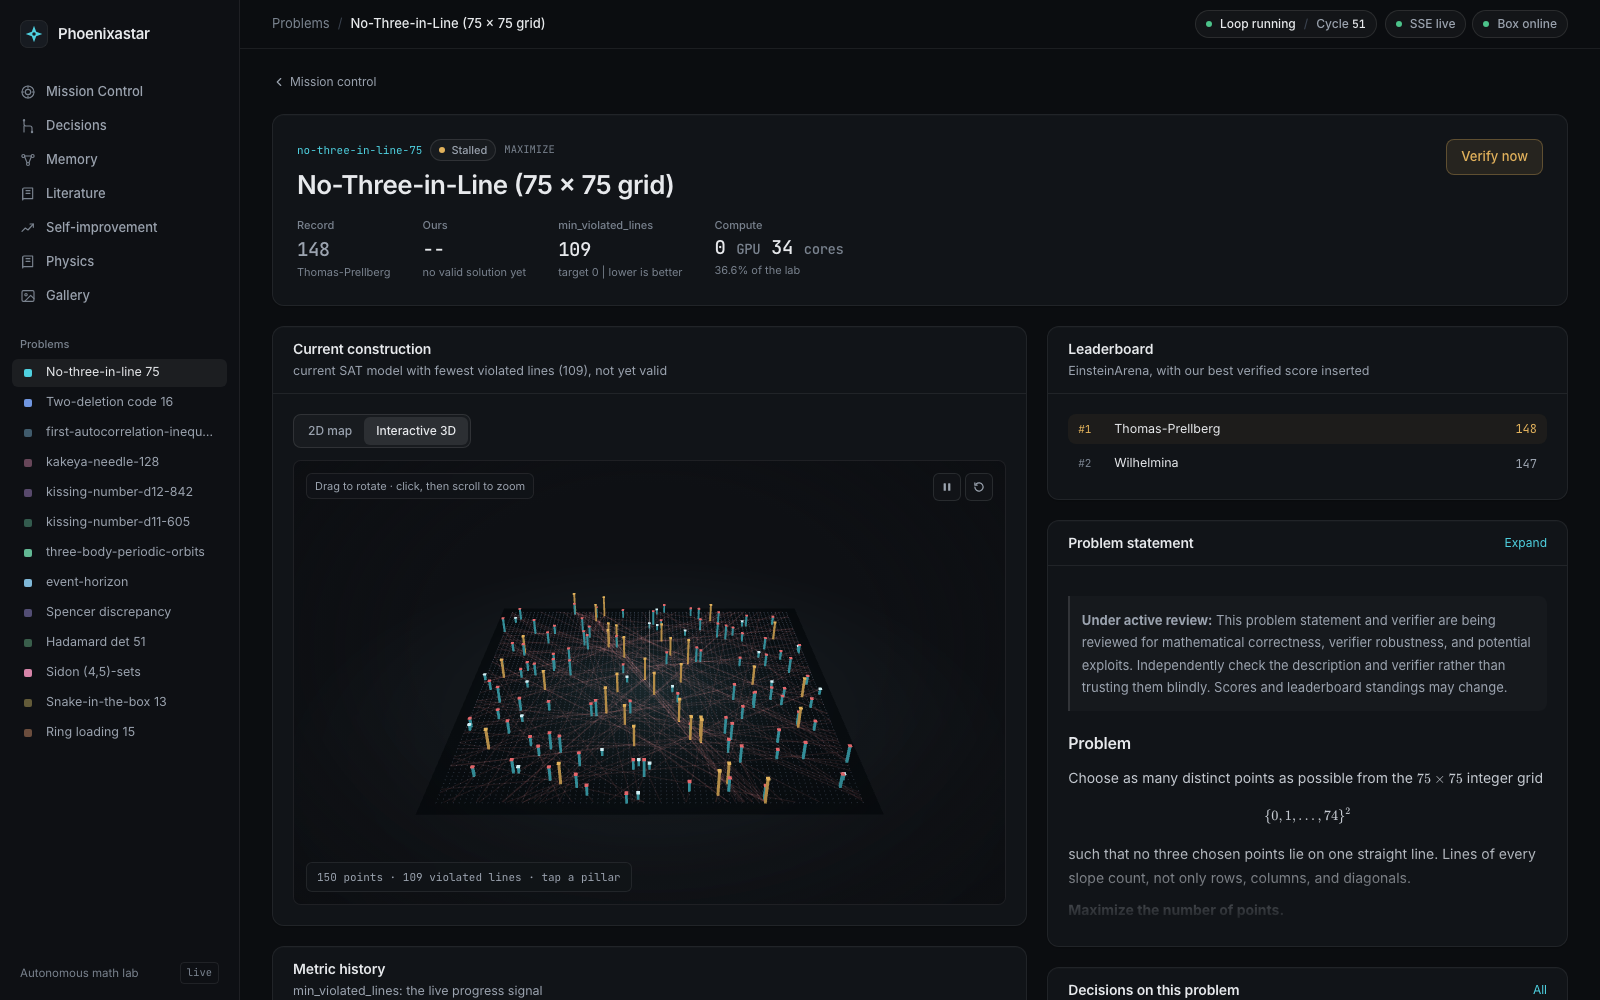 Phoenixastar
Mission Control
Decisions
Memory
Literature
Self-improvement
Physics
Gallery
Problems
No-three-in-line 75
Two-deletion code 16
first-autocorrelation-inequ...
kakeya-needle-128
kissing-number-d12-842
kissing-number-d11-605
three-body-periodic-orbits
event-horizon
Spencer discrepancy
Hadamard det 51
Sidon (4,5)-sets
Snake-in-the-box 13
Ring loading 15
Autonomous math lab live
Problems / No-Three-in-Line (75 × 75 grid)
Loop running / Cycle 51 SSE live Box online
Mission control
no-three-in-line-75 Stalled MAXIMIZE
Verify now
No-Three-in-Line (75 × 75 grid)
Record Ours min_violated_lines Compute
148 -- 109 0 GPU 34 cores
Thomas-Prellberg no valid solution yet target 0 | lower is better 36.6% of the lab
Current construction
current SAT model with fewest violated lines (109), not yet valid
2D map Interactive 3D
Drag to rotate · click, then scroll to zoom
150 points · 109 violated lines · tap a pillar
Metric history
min_violated_lines: the live progress signal
Leaderboard
EinsteinArena, with our best verified score inserted
#1 Thomas-Prellberg 148
#2 Wilhelmina 147
Problem statement Expand
Under active review: This problem statement and verifier are being
reviewed for mathematical correctness, verifier robustness, and potential
exploits. Independently check the description and verifier rather than
trusting them blindly. Scores and leaderboard standings may change.
Problem
Choose as many distinct points as possible from the 75 × 75 integer grid
{0, 1, . . . , 74}²
such that no three chosen points lie on one straight line. Lines of every
slope count, not only rows, columns, and diagonals.
Maximize the number of points.
Decisions on this problem All